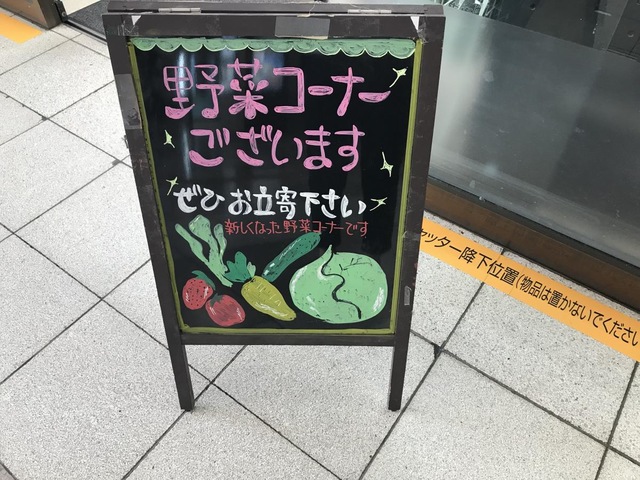 野菜コーナー
ございます
ぜひお立寄下さい
新しくなった野菜コーナーです
ャッター降下位置(物品は置かないでください